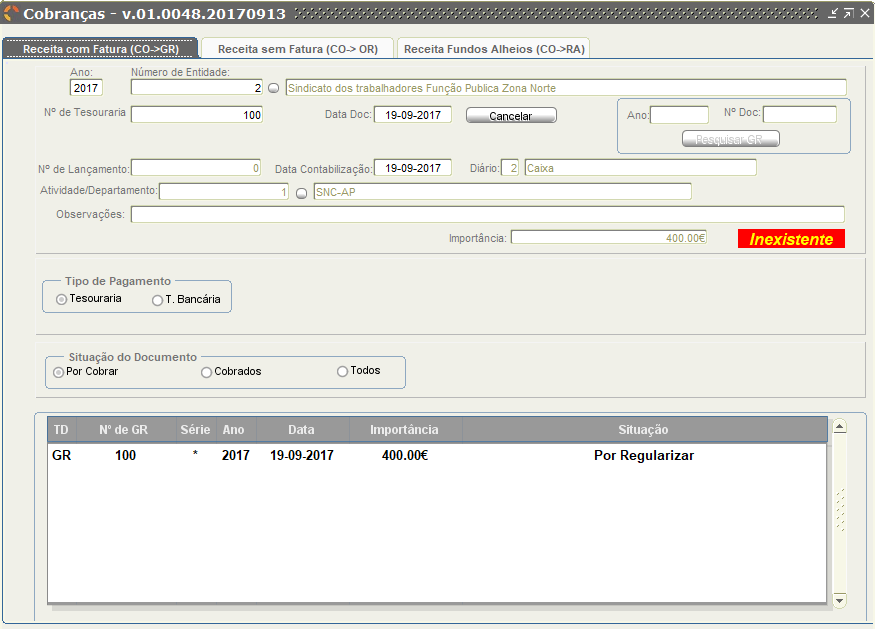 Cobranças - v.01.0048.20170913
Receita com Fatura (CO->GR) Receita sem Fatura (CO-> OR) Receita Fundos Alheios (CO->RA)
Ano: Número de Entidade:
2017 2 Sindicato dos trabalhadores Função Publica Zona Norte
Nº de Tesouraria 100 Data Doc: 19-09-2017 Cancelar Ano: Nº Doc:
Pesquisar GR
Nº de Lançamento: 0 Data Contabilização: 19-09-2017 Diário: 2 Caixa
Atividade/Departamento: 1 SNC-AP
Observações:
Importância: 400.00€ Inexistente
Tipo de Pagamento
Tesouraria T. Bancária
Situação do Documento
Por Cobrar Cobrados Todos
TD Nº de GR Série Ano Data Importância Situação
GR 100 * 2017 19-09-2017 400.00€ Por Regularizar